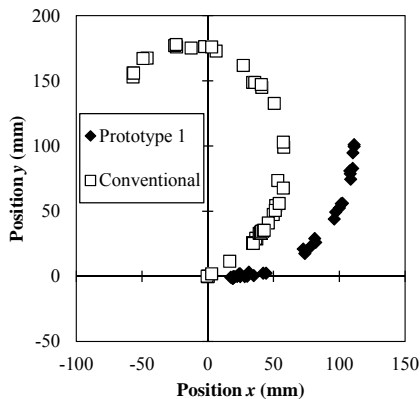 200
150
100
50
0
-50
Position y (mm)
Prototype 1
Conventional
-100 -50 0 50 100 150
Position x (mm)